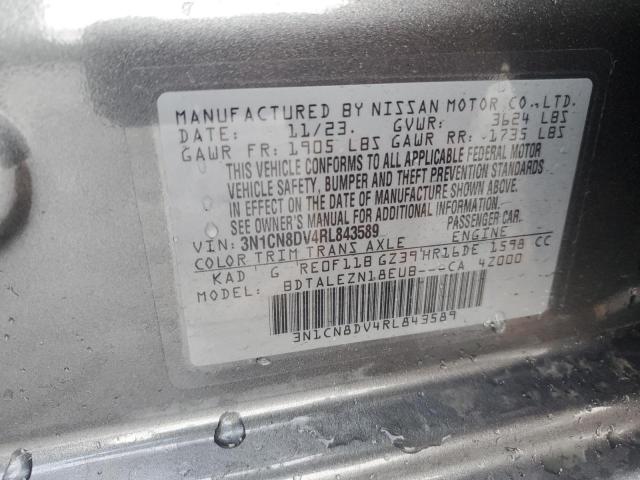 MANUFACTURED BY NISSAN MOTOR CO.,LTD.
DATE: 11/23. GVWR: 3624 LBS
GAWR FR: 1905 LBS GAWR RR: 1735 LBS
THIS VEHICLE CONFORMS TO ALL APPLICABLE FEDERAL MOTOR
VEHICLE SAFETY, BUMPER AND THEFT PREVENTION STANDARDS
IN EFFECT ON THE DATE OF MANUFACTURE SHOWN ABOVE.
SEE OWNER'S MANUAL FOR ADDITIONAL INFORMATION
VIN: 3N1CN8DV4RL843589 PASSENGER CAR.
COLOR TRIM TRANS AXLE ENGINE
KAD G RE0F11B GZ39 HR16DE 1598 CC
MODEL: BDTALEZN18EUB---CA 4Z000
3N1CN8DV4RL843589